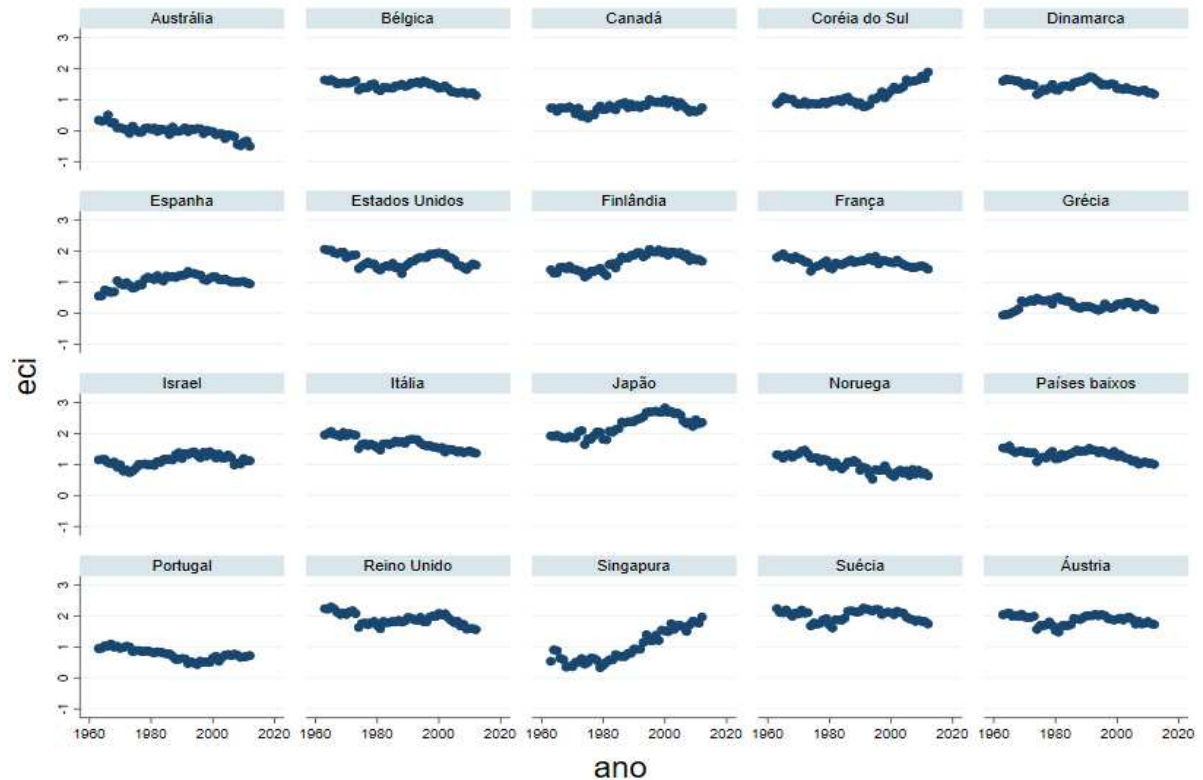 Austrália Bélgica Canadá Coréia do Sul Dinamarca
3
2
1
0
-1
Espanha Estados Unidos Finlândia França Grécia
3
2
1
0
-1
eci
Israel Itália Japão Noruega Países baixos
3
2
1
0
-1
Portugal Reino Unido Singapura Suécia Áustria
3
2
1
0
-1
1960 1980 2000 2020 1960 1980 2000 2020 1960 1980 2000 2020 1960 1980 2000 2020 1960 1980 2000 2020
ano